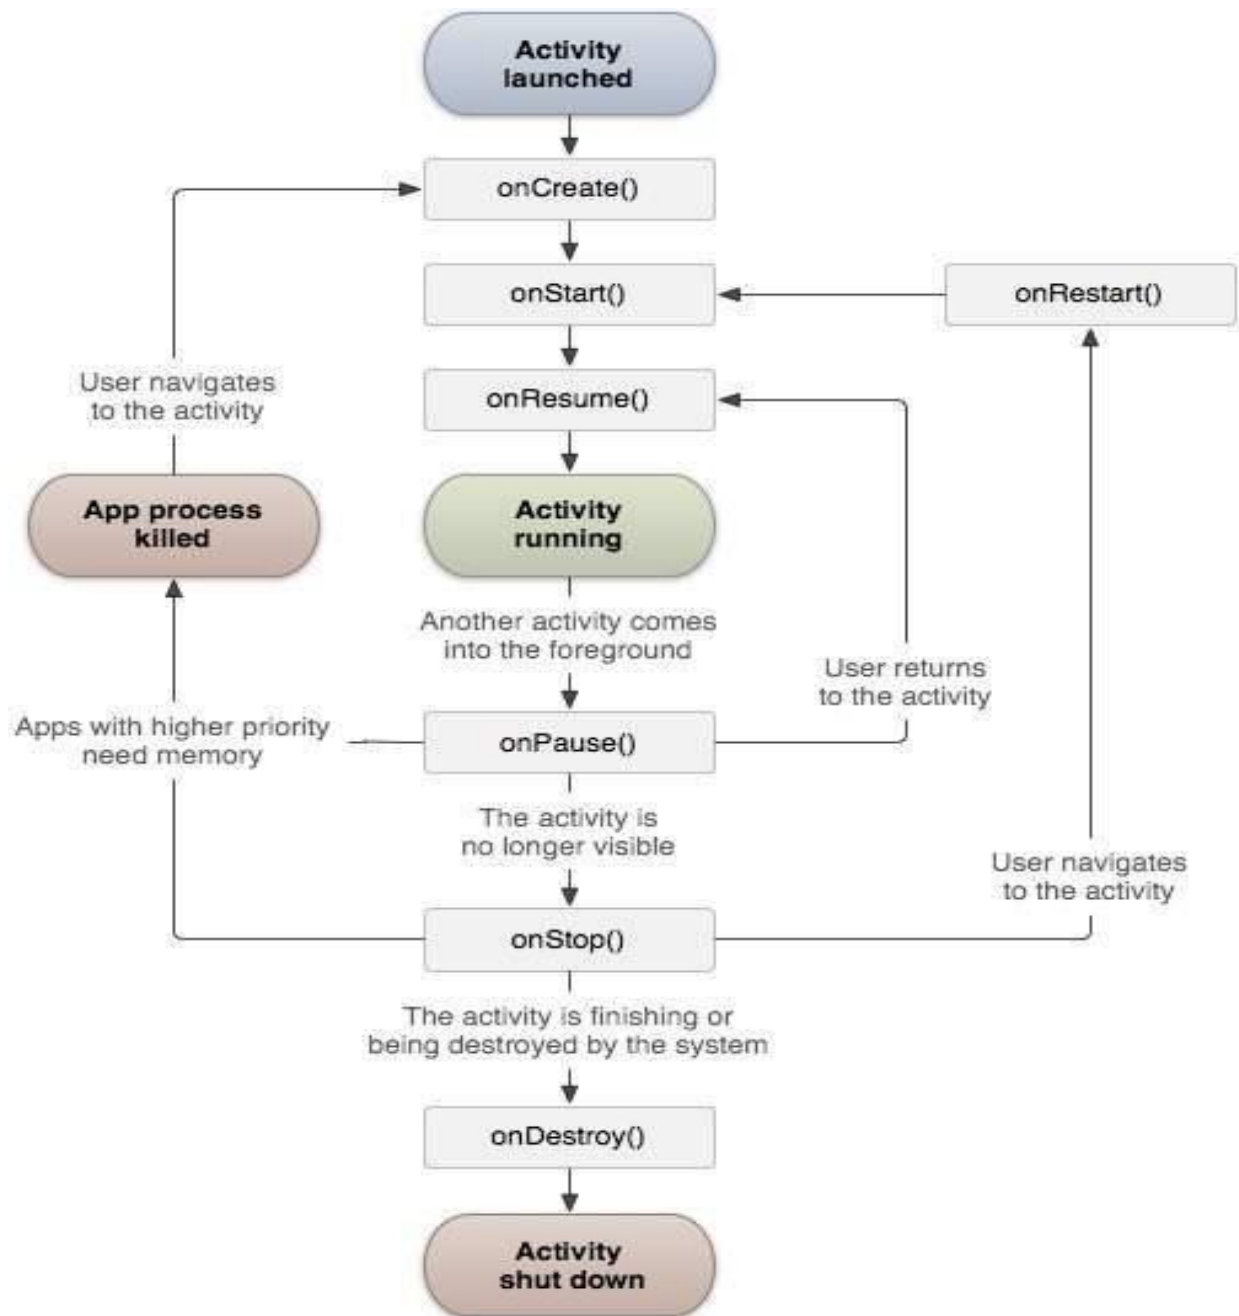 Activity
launched
onCreate()
onStart()
onRestart()
onResume()
User navigates
to the activity
App process
killed
Activity
running
Another activity comes
into the foreground
User returns
to the activity
Apps with higher priority
need memory
onPause()
The activity is
no longer visible
User navigates
to the activity
onStop()
The activity is finishing or
being destroyed by the system
onDestroy()
Activity
shut down